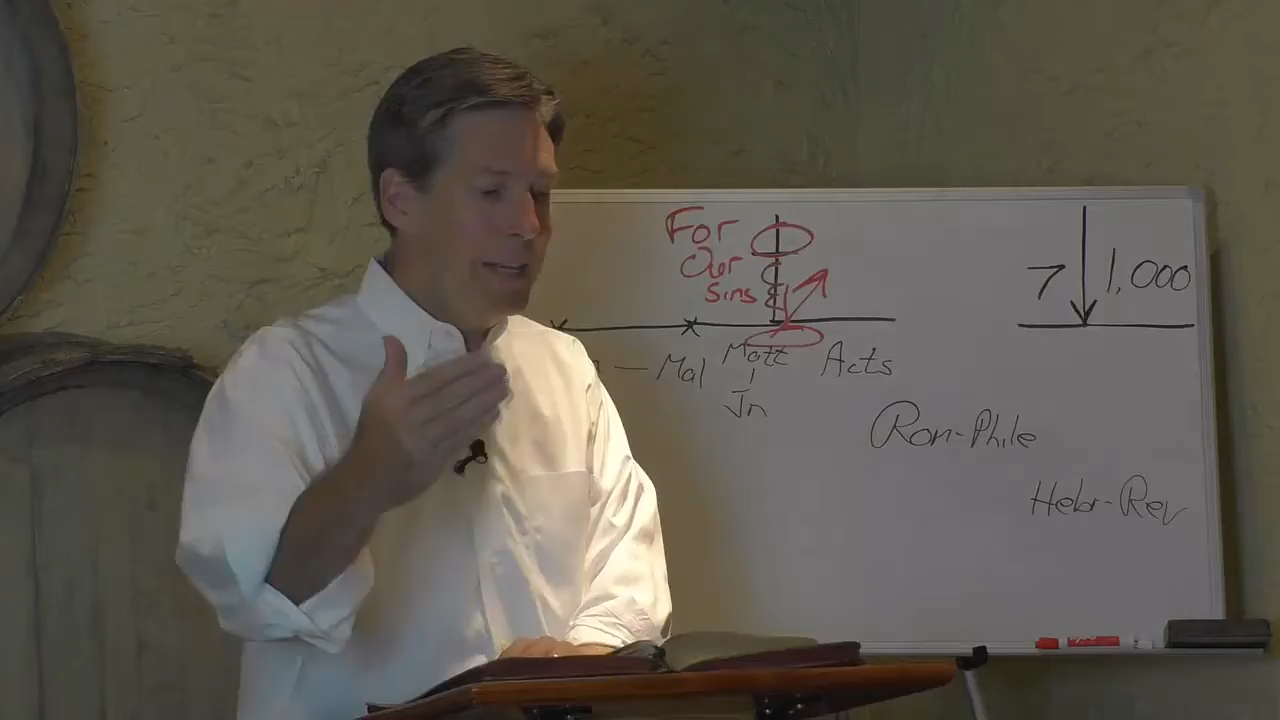 For
Our
Sins
7 1,000
— Mal Matt Acts
Jn
Rom-Phile
Hebr-Rev